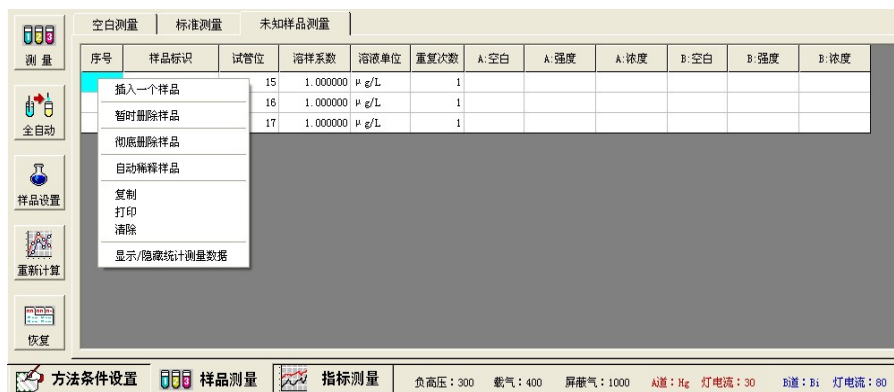 空白测量 标准测量 未知样品测量
测 量
全自动
样品设置
重新计算
恢复
序号 样品标识 试管位 溶样系数 溶液单位 重复次数 A:空白 A:强度 A:浓度 B:空白 B:强度 B:浓度
15 1.000000 μg/L 1
16 1.000000 μg/L 1
17 1.000000 μg/L 1
插入一个样品
暂时删除样品
彻底删除样品
自动稀释样品
复制
打印
清除
显示/隐藏统计测量数据
方法条件设置 样品测量 指标测量 负高压:300 载气:400 屏蔽气:1000 A道:Hg 灯电流:30 B道:Bi 灯电流:80